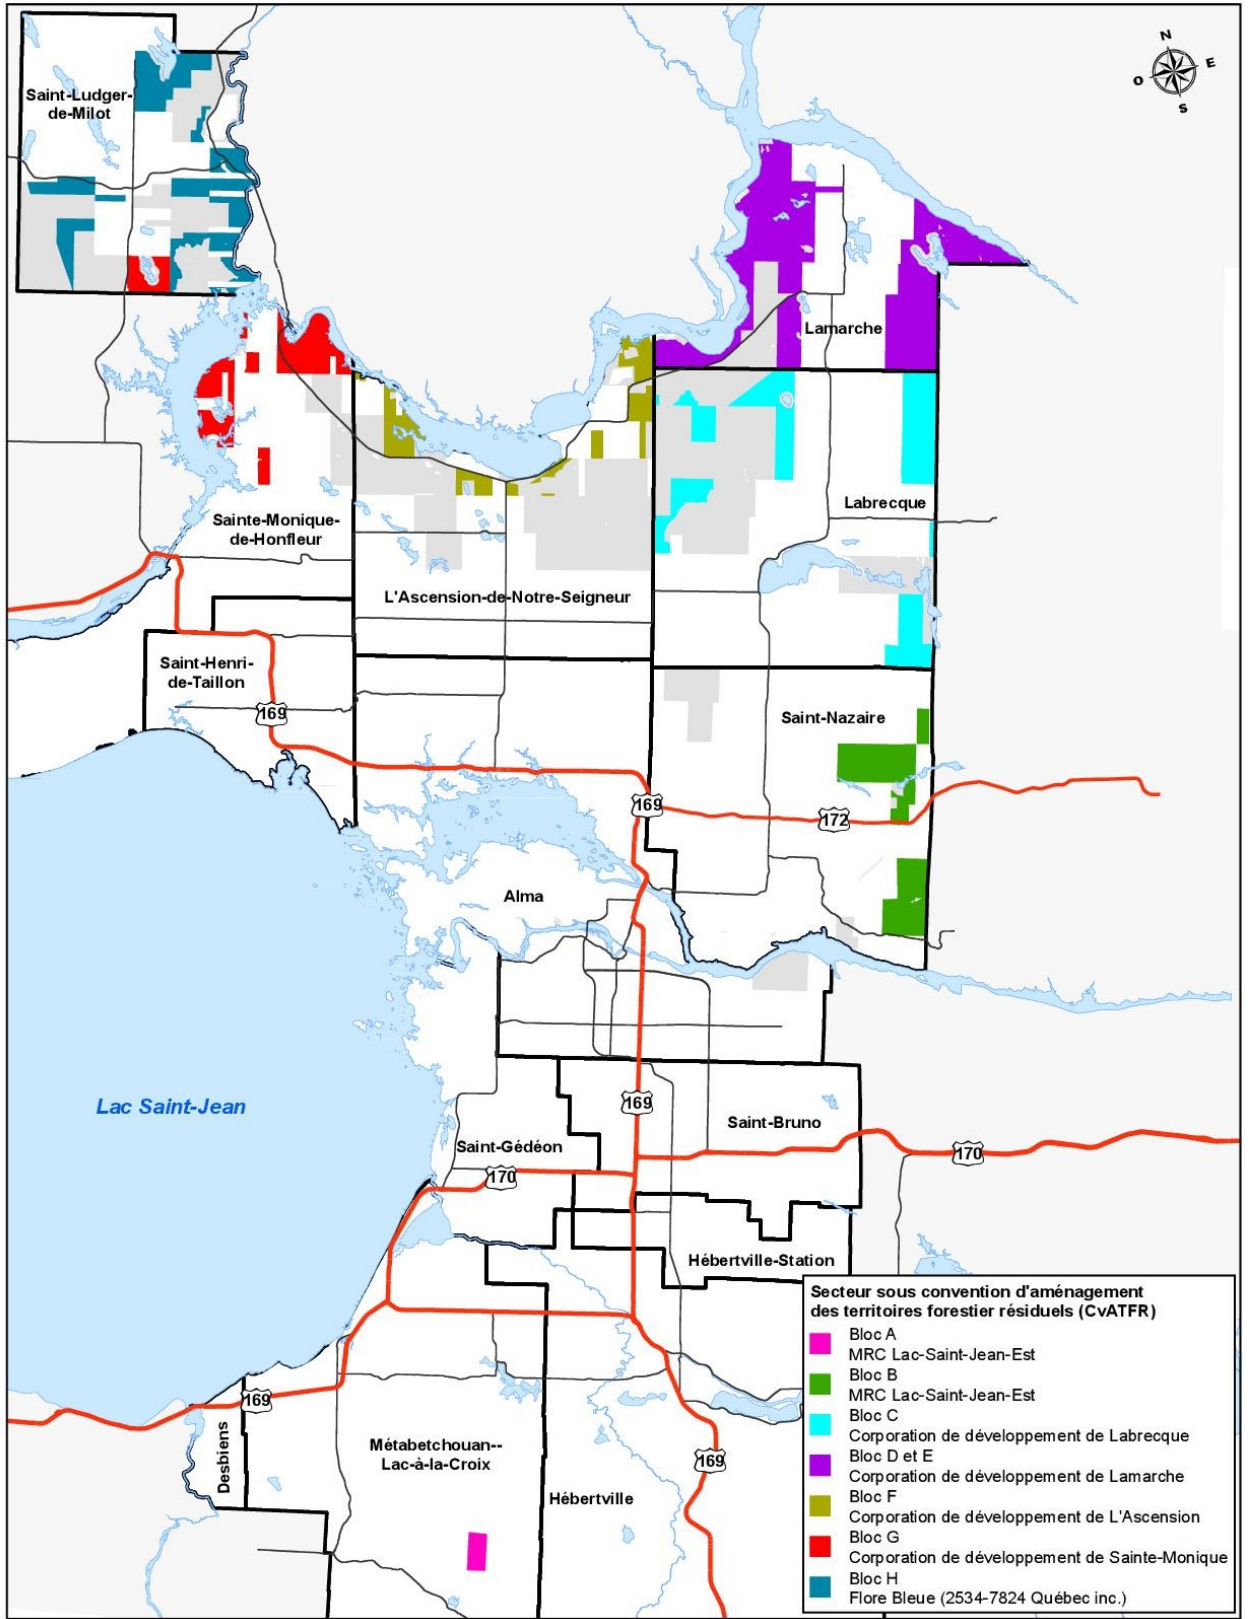 N
E
O
S
Saint-Ludger-
de-Milot
Lamarche
Labrecque
Sainte-Monique-
de-Honfleur
L'Ascension-de-Notre-Seigneur
Saint-Henri-
de-Taillon
169
Saint-Nazaire
169
172
Alma
Lac Saint-Jean
169
Saint-Bruno
Saint-Gédéon
170
170
Hébertville-Station
169
Desbiens
Métabetchouan--
Lac-à-la-Croix
169
Hébertville
Secteur sous convention d'aménagement
des territoires forestier résiduels (CvATFR)
Bloc A
MRC Lac-Saint-Jean-Est
Bloc B
MRC Lac-Saint-Jean-Est
Bloc C
Corporation de développement de Labrecque
Bloc D et E
Corporation de développement de Lamarche
Bloc F
Corporation de développement de L'Ascension
Bloc G
Corporation de développement de Sainte-Monique
Bloc H
Flore Bleue (2534-7824 Québec inc.)